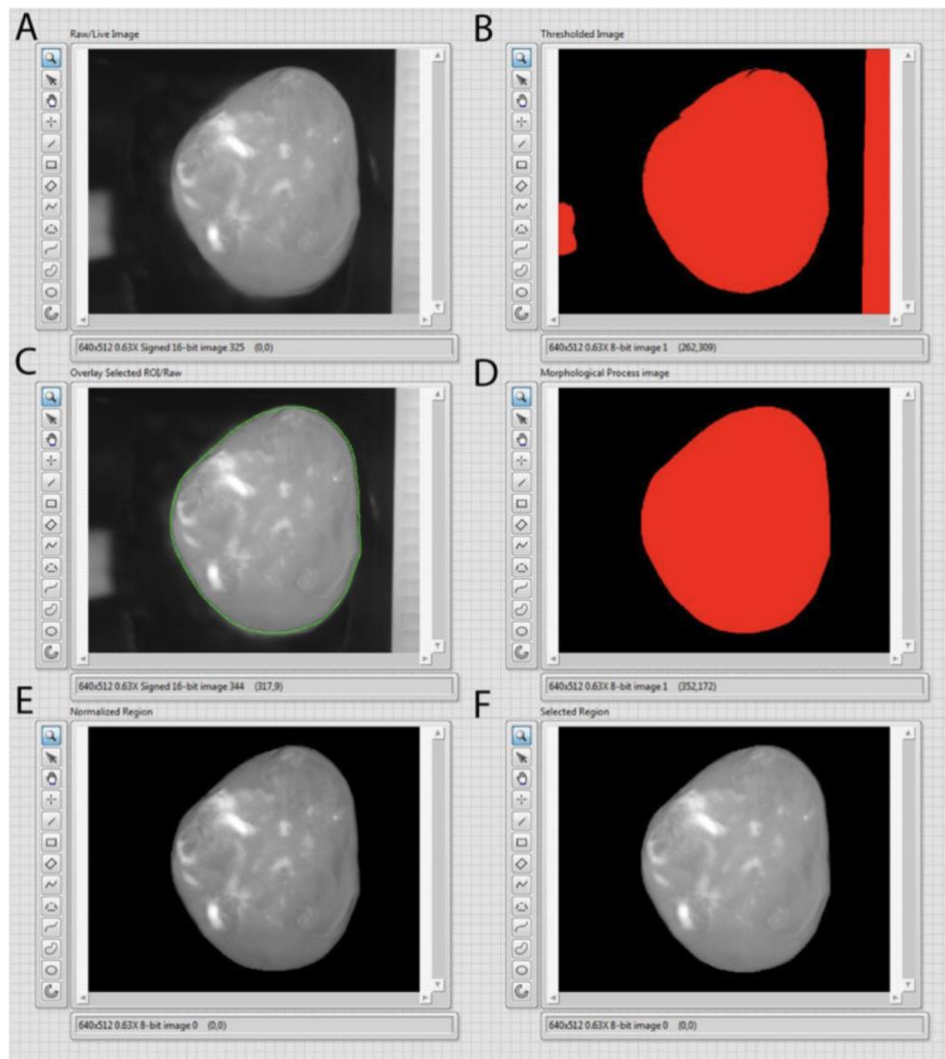 A
Raw/Live Image
640x512 0.63X Signed 16-bit image 325 (0,0)
B
Thresholded Image
640x512 0.63X 8-bit image 1 (262,309)
C
Overlay Selected ROI/Raw
640x512 0.63X Signed 16-bit image 344 (317,9)
D
Morphological Process image
640x512 0.63X 8-bit image 1 (352,172)
E
Normalized Region
640x512 0.63X 8-bit image 0 (0,0)
F
Selected Region
640x512 0.63X 8-bit image 0 (0,0)